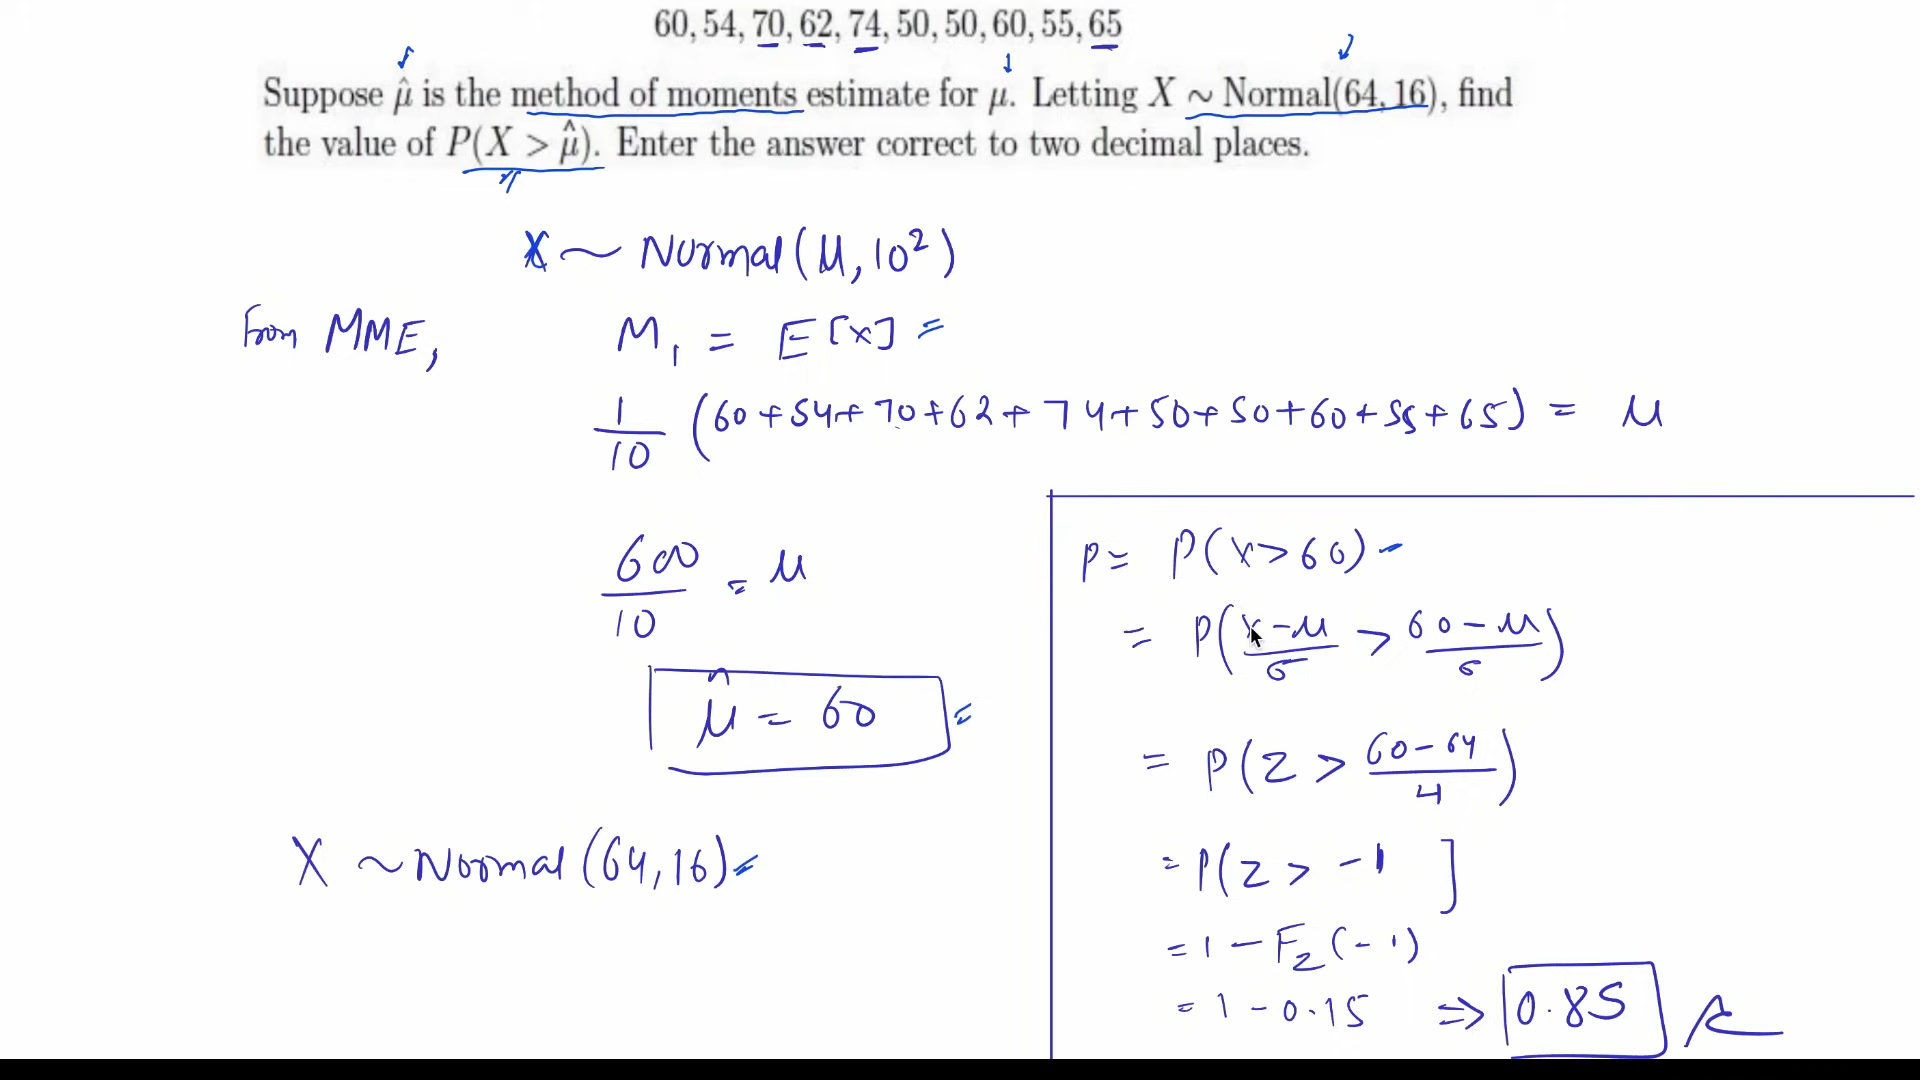 60, 54, 70, 62, 74, 50, 50, 60, 55, 65
Suppose μ̂ is the method of moments estimate for μ. Letting X ~ Normal(64, 16), find
the value of P(X > μ̂). Enter the answer correct to two decimal places.
X ~ Normal(μ, 10²)
From MME, M₁ = E[X] =
1/10 (60 + 54 + 70 + 62 + 74 + 50 + 50 + 60 + 55 + 65) = μ
600/10 = μ
μ̂ = 60 =
X ~ Normal(64, 16) =
P = P(X > 60) -
= P((X - μ)/σ > (60 - μ)/σ)
= P(Z > (60 - 64)/4)
= P(Z > -1]
= 1 - F_Z(-1)
= 1 - 0.15 ⇒ 0.85